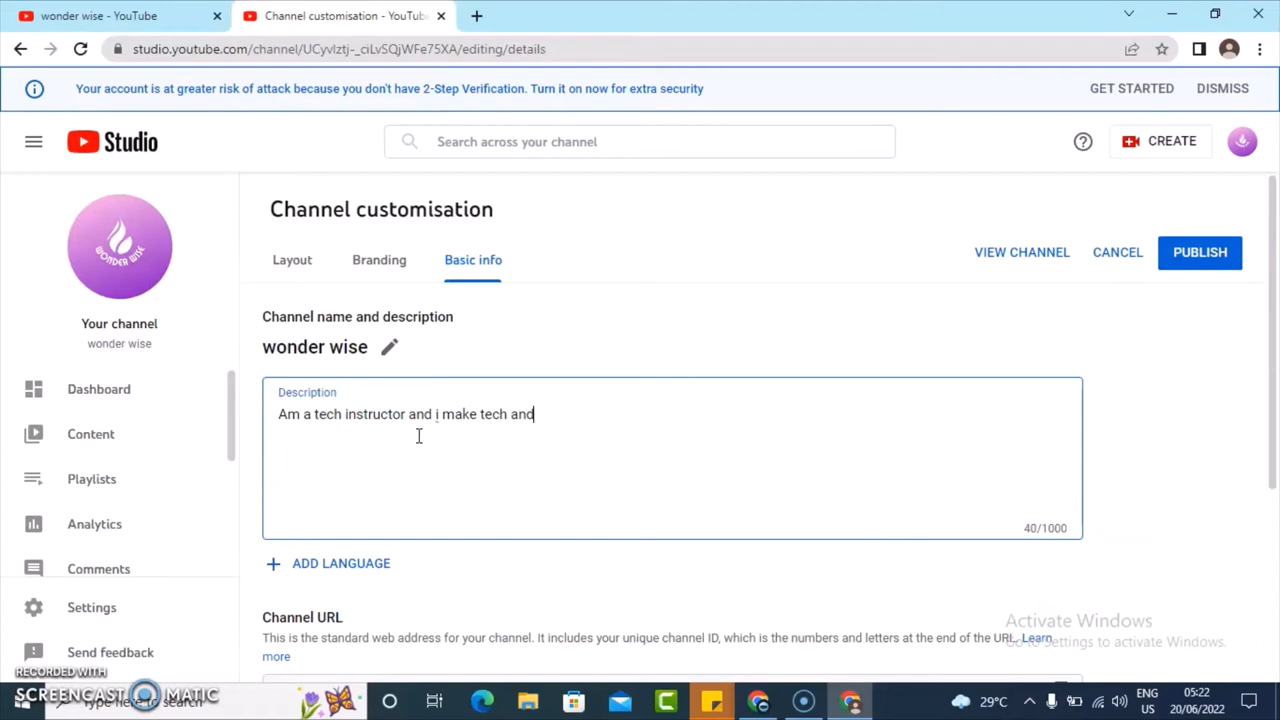 wonder wise - YouTube
Channel customisation - YouTube
studio.youtube.com/channel/UCyvIztj-_ciLvSQjWFe75XA/editing/details
Your account is at greater risk of attack because you don't have 2-Step Verification. Turn it on now for extra security
GET STARTED
DISMISS
Studio
Search across your channel
CREATE
WONDER WISE
Your channel
wonder wise
Dashboard
Content
Playlists
Analytics
Comments
Settings
Send feedback
Channel customisation
Layout
Branding
Basic info
VIEW CHANNEL
CANCEL
PUBLISH
Channel name and description
wonder wise
Description
Am a tech instructor and i make tech and
40/1000
ADD LANGUAGE
Channel URL
This is the standard web address for your channel. It includes your unique channel ID, which is the numbers and letters at the end of the URL. Learn
more
Activate Windows
Go to Settings to activate Windows.
RECORDED WITH
SCREENCAST MATIC
Type here to search
29°C
ENG
US
05:22
20/06/2022